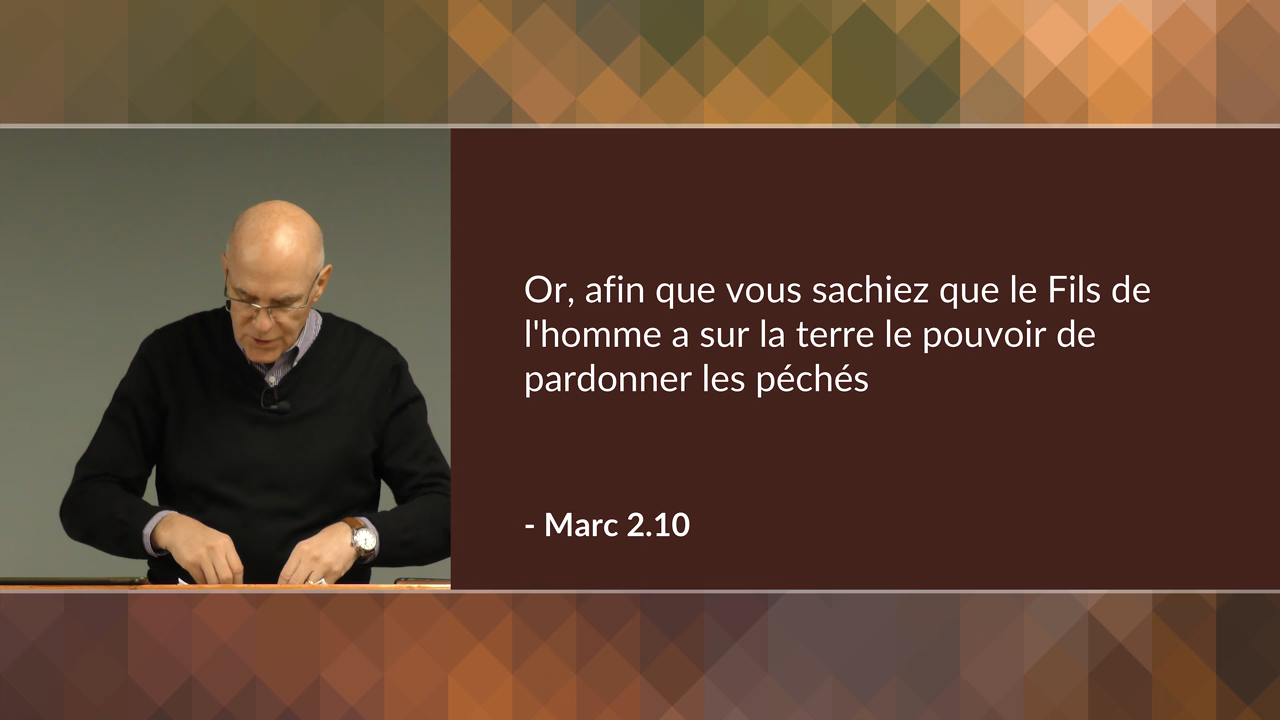 Or, afin que vous sachiez que le Fils de
l'homme a sur la terre le pouvoir de
pardonner les péchés
- Marc 2.10